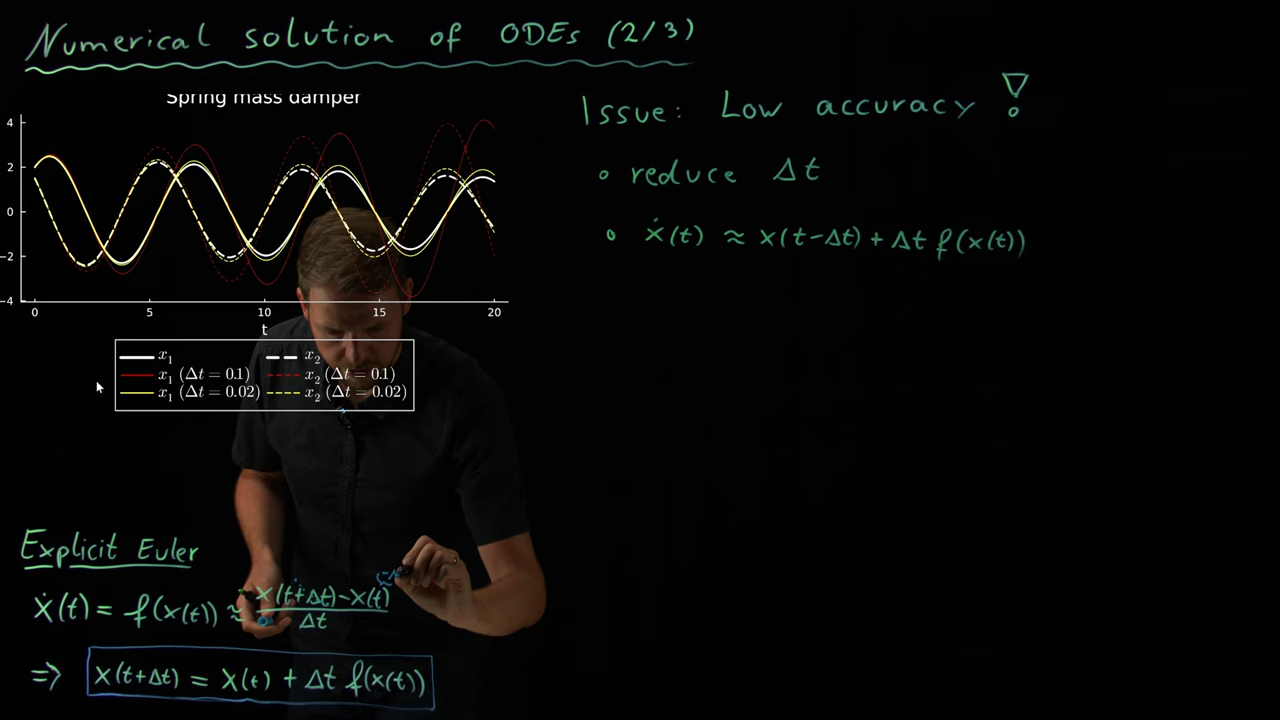 Numerical solution of ODEs (2/3)
Spring mass damper
4
2
0
−2
−4
0 5 10 15 20
t
x₁ x₂
x₁ (Δt = 0.1) x₂ (Δt = 0.1)
x₁ (Δt = 0.02) x₂ (Δt = 0.02)
Issue: Low accuracy !
◦ reduce Δt
◦ ẋ(t) ≈ x(t−Δt) + Δt f(x(t))
Explicit Euler
ẋ(t) = f(x(t)) ≈ x(t+Δt)−x(t)
Δt
=> x(t+Δt) = x(t) + Δt f(x(t))